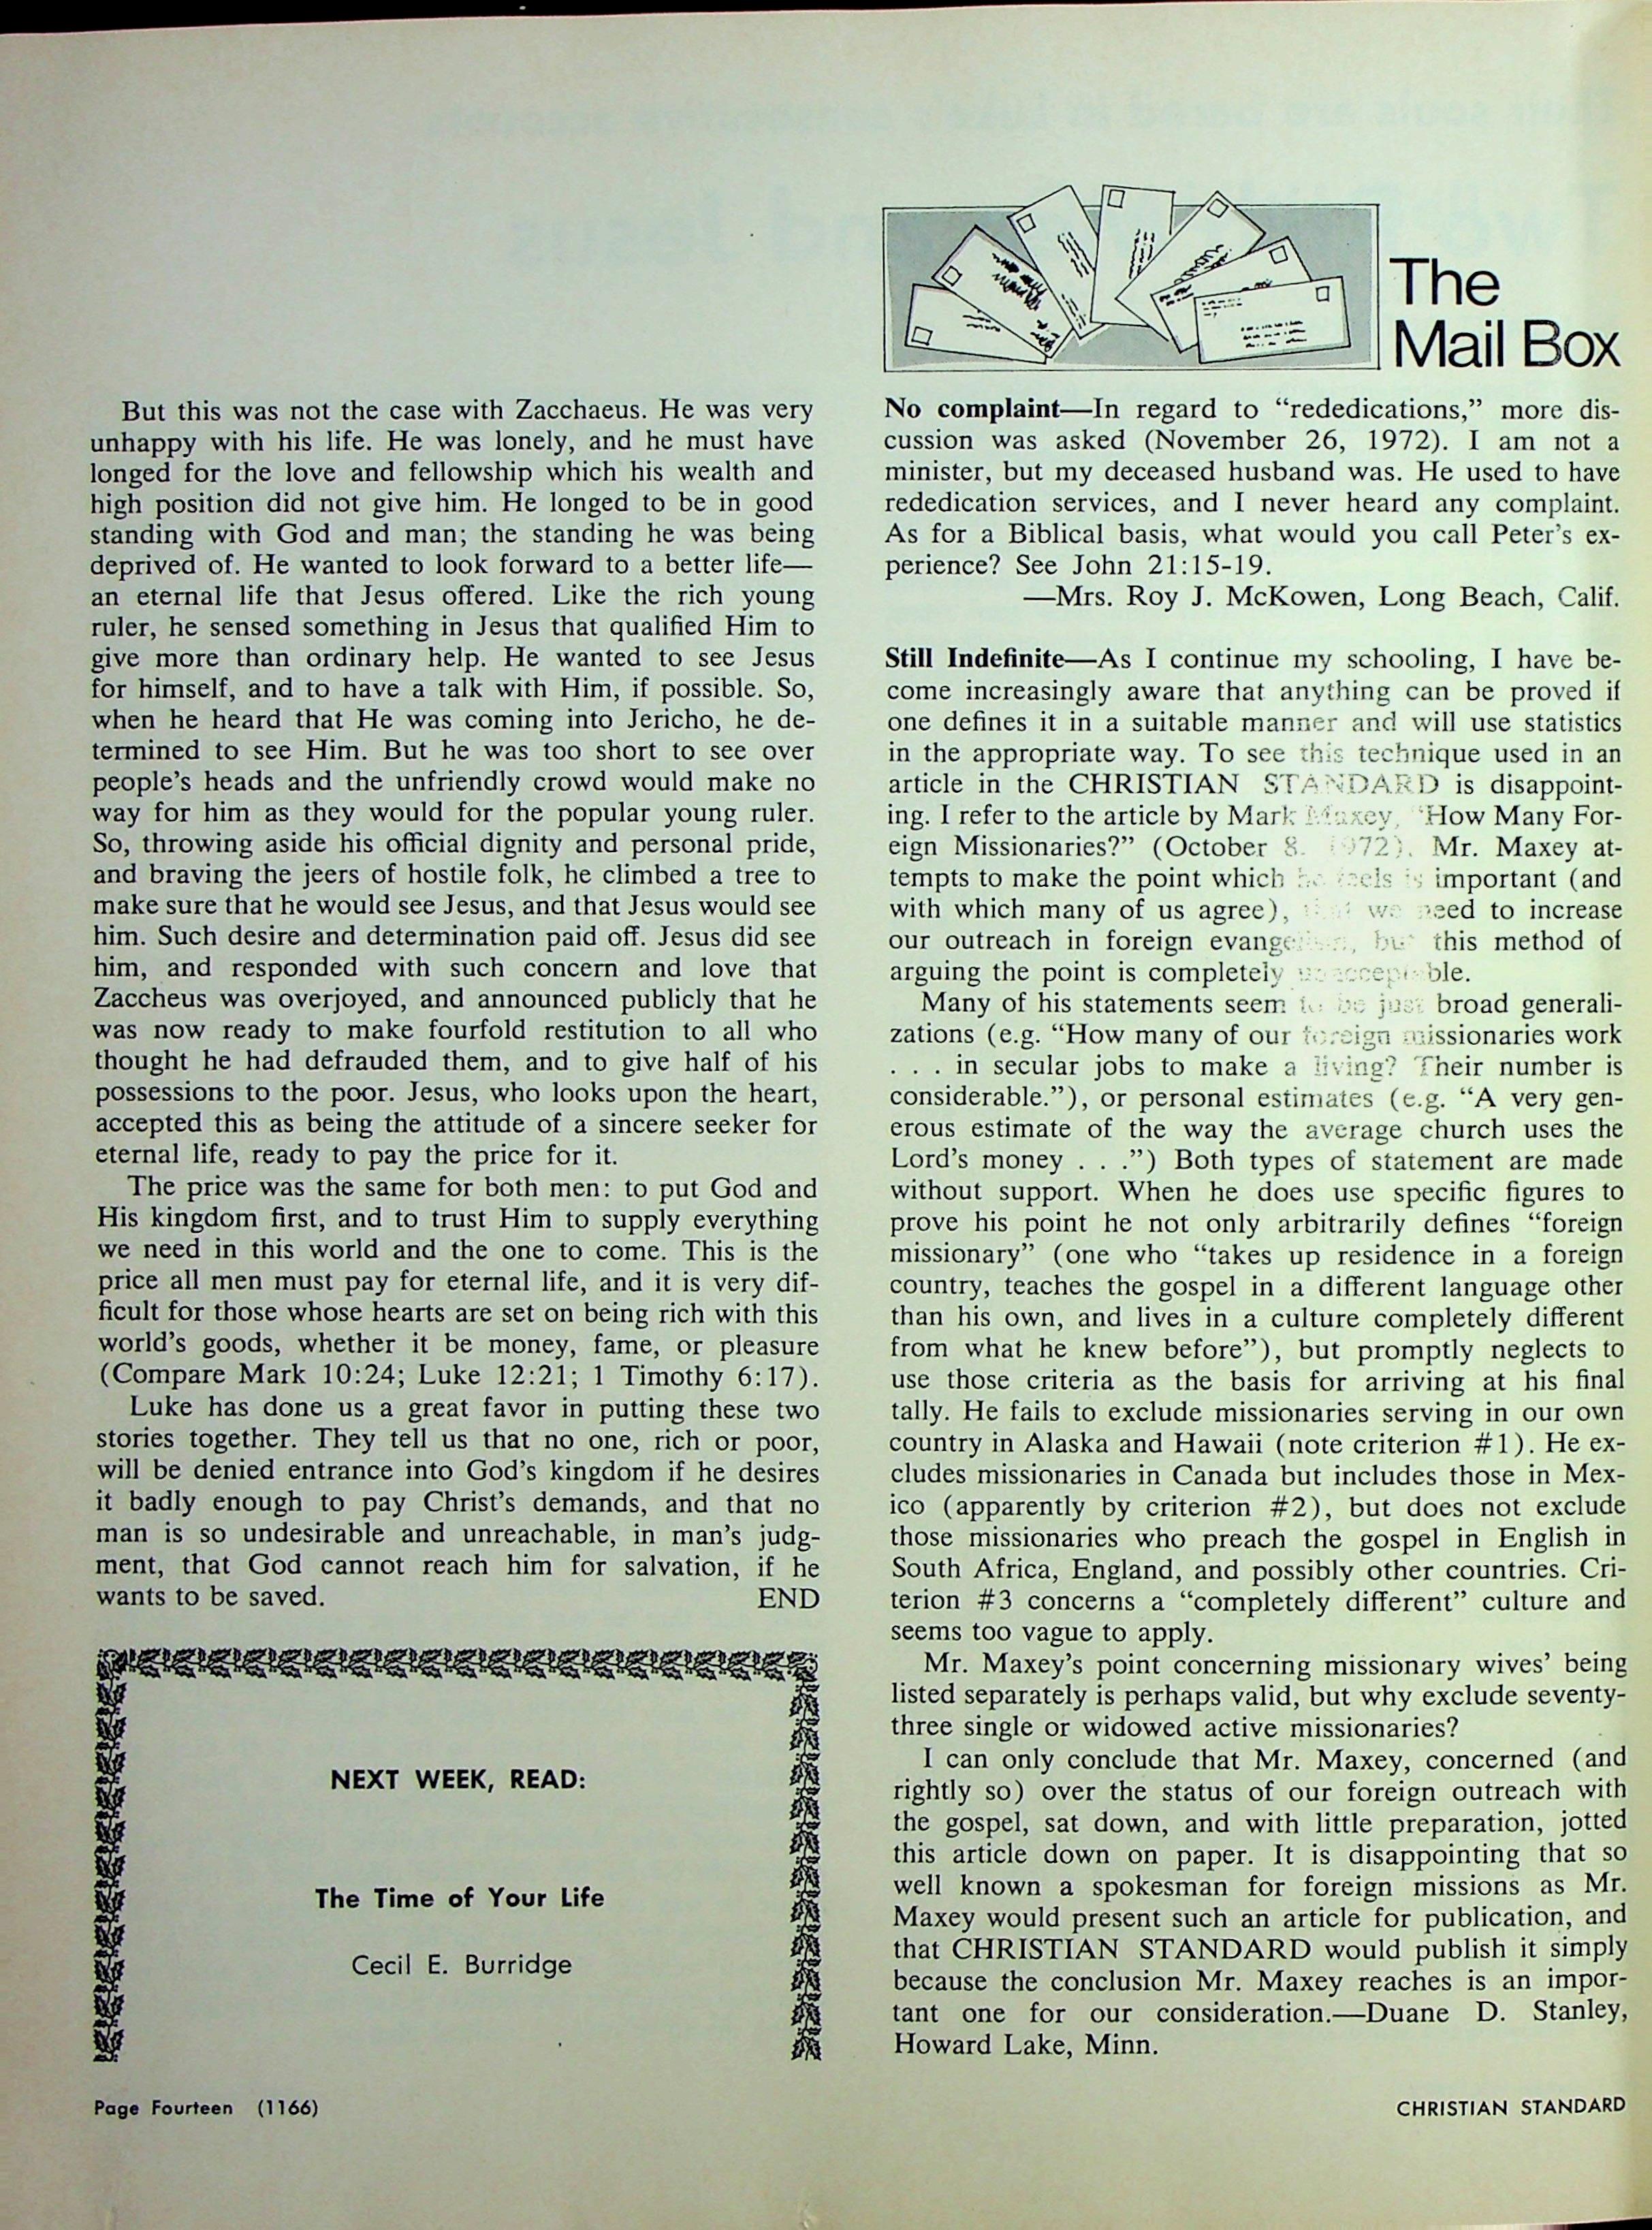 But this was not the case with Zacchaeus. He was very
unhappy with his life. He was lonely, and he must have
longed for the love and fellowship which his wealth and
high position did not give him. He longed to be in good
standing with God and man; the standing he was being
deprived of. He wanted to look forward to a better life—
an eternal life that Jesus offered. Like the rich young
ruler, he sensed something in Jesus that qualified Him to
give more than ordinary help. He wanted to see Jesus
for himself, and to have a talk with Him, if possible. So,
when he heard that He was coming into Jericho, he de-
termined to see Him. But he was too short to see over
people's heads and the unfriendly crowd would make no
way for him as they would for the popular young ruler.
So, throwing aside his official dignity and personal pride,
and braving the jeers of hostile folk, he climbed a tree to
make sure that he would see Jesus, and that Jesus would see
him. Such desire and determination paid off. Jesus did see
him, and responded with such concern and love that
Zaccheus was overjoyed, and announced publicly that he
was now ready to make fourfold restitution to all who
thought he had defrauded them, and to give half of his
possessions to the poor. Jesus, who looks upon the heart,
accepted this as being the attitude of a sincere seeker for
eternal life, ready to pay the price for it.
The price was the same for both men: to put God and
His kingdom first, and to trust Him to supply everything
we need in this world and the one to come. This is the
price all men must pay for eternal life, and it is very dif-
ficult for those whose hearts are set on being rich with this
world's goods, whether it be money, fame, or pleasure
(Compare Mark 10:24; Luke 12:21; 1 Timothy 6:17).
Luke has done us a great favor in putting these two
stories together. They tell us that no one, rich or poor,
will be denied entrance into God's kingdom if he desires
it badly enough to pay Christ's demands, and that no
man is so undesirable and unreachable, in man's judg-
ment, that God cannot reach him for salvation, if he
wants to be saved. END
NEXT WEEK, READ:
The Time of Your Life
Cecil E. Burridge
The
Mail Box
No complaint—In regard to “rededications,” more dis-
cussion was asked (November 26, 1972). I am not a
minister, but my deceased husband was. He used to have
rededication services, and I never heard any complaint.
As for a Biblical basis, what would you call Peter's ex-
perience? See John 21:15-19.
—Mrs. Roy J. McKowen, Long Beach, Calif.
Still Indefinite—As I continue my schooling, I have be-
come increasingly aware that anything can be proved if
one defines it in a suitable manner and will use statistics
in the appropriate way. To see this technique used in an
article in the CHRISTIAN STANDARD is disappoint-
ing. I refer to the article by Mark Maxey, “How Many For-
eign Missionaries?” (October 8, 1972). Mr. Maxey at-
tempts to make the point which he feels is important (and
with which many of us agree), that we need to increase
our outreach in foreign evangelism, but this method of
arguing the point is completely unacceptable.
Many of his statements seem to be just broad generali-
zations (e.g. “How many of our foreign missionaries work
. . . in secular jobs to make a living? Their number is
considerable.”), or personal estimates (e.g. “A very gen-
erous estimate of the way the average church uses the
Lord's money . . .”) Both types of statement are made
without support. When he does use specific figures to
prove his point he not only arbitrarily defines “foreign
missionary” (one who “takes up residence in a foreign
country, teaches the gospel in a different language other
than his own, and lives in a culture completely different
from what he knew before”), but promptly neglects to
use those criteria as the basis for arriving at his final
tally. He fails to exclude missionaries serving in our own
country in Alaska and Hawaii (note criterion #1). He ex-
cludes missionaries in Canada but includes those in Mex-
ico (apparently by criterion #2), but does not exclude
those missionaries who preach the gospel in English in
South Africa, England, and possibly other countries. Cri-
terion #3 concerns a “completely different” culture and
seems too vague to apply.
Mr. Maxey's point concerning missionary wives' being
listed separately is perhaps valid, but why exclude seventy-
three single or widowed active missionaries?
I can only conclude that Mr. Maxey, concerned (and
rightly so) over the status of our foreign outreach with
the gospel, sat down, and with little preparation, jotted
this article down on paper. It is disappointing that so
well known a spokesman for foreign missions as Mr.
Maxey would present such an article for publication, and
that CHRISTIAN STANDARD would publish it simply
because the conclusion Mr. Maxey reaches is an impor-
tant one for our consideration.—Duane D. Stanley,
Howard Lake, Minn.
Page Fourteen (1166)
CHRISTIAN STANDARD